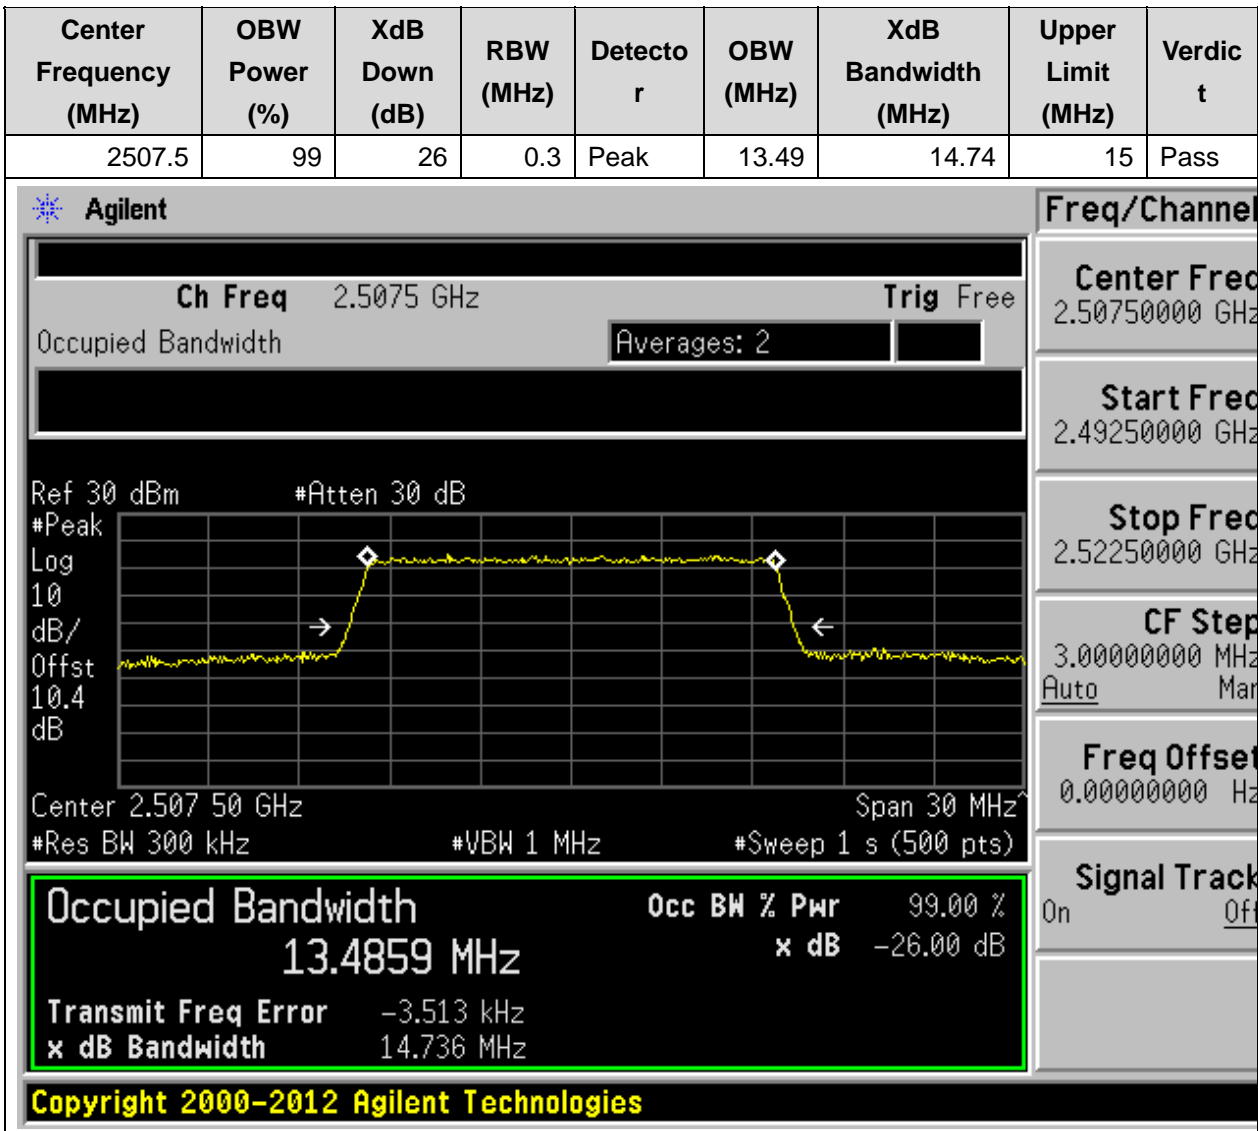 Center Frequency (MHz) OBW Power (%) XdB Down (dB) RBW (MHz) Detecto r OBW (MHz) XdB Bandwidth (MHz) Upper Limit (MHz) Verdic t
2507.5 99 26 0.3 Peak 13.49 14.74 15 Pass
Agilent
Freq/Channel
Ch Freq 2.5075 GHz Trig Free
Occupied Bandwidth Averages: 2
Center Freq
2.50750000 GHz
Start Freq
2.49250000 GHz
Stop Freq
2.52250000 GHz
CF Step
3.00000000 MHz
Auto Man
Freq Offset
0.00000000 Hz
Signal Track
On Off
Ref 30 dBm #Atten 30 dB
#Peak
Log
10
dB/
Offst
10.4
dB
Center 2.507 50 GHz Span 30 MHz^
#Res BW 300 kHz #VBW 1 MHz #Sweep 1 s (500 pts)
Occupied Bandwidth Occ BW % Pwr 99.00 %
13.4859 MHz x dB -26.00 dB
Transmit Freq Error -3.513 kHz
x dB Bandwidth 14.736 MHz
Copyright 2000-2012 Agilent Technologies